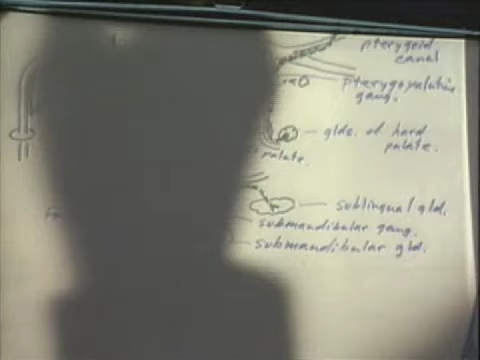 pterygoid
canal
pterygopalatine
gang.
glds. of hard
palate.
palate.
sublingual gld.
submandibular gang.
submandibular gld.